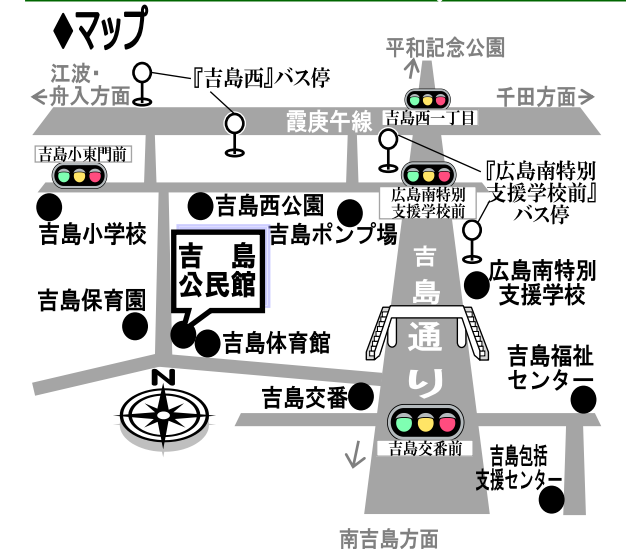 ◆マップ
平和記念公園
江波・
舟入方面
『吉島西』バス停
千田方面
霞庚午線
吉島西一丁目
吉島小東門前
『広島南特別
支援学校前』
バス停
広島南特別
支援学校前
吉島西公園
吉島ポンプ場
吉島小学校
吉島
公民館
吉島通り
広島南特別
支援学校
吉島保育園
吉島体育館
吉島福祉
センター
N
吉島交番
吉島交番前
吉島包括
支援センター
南吉島方面